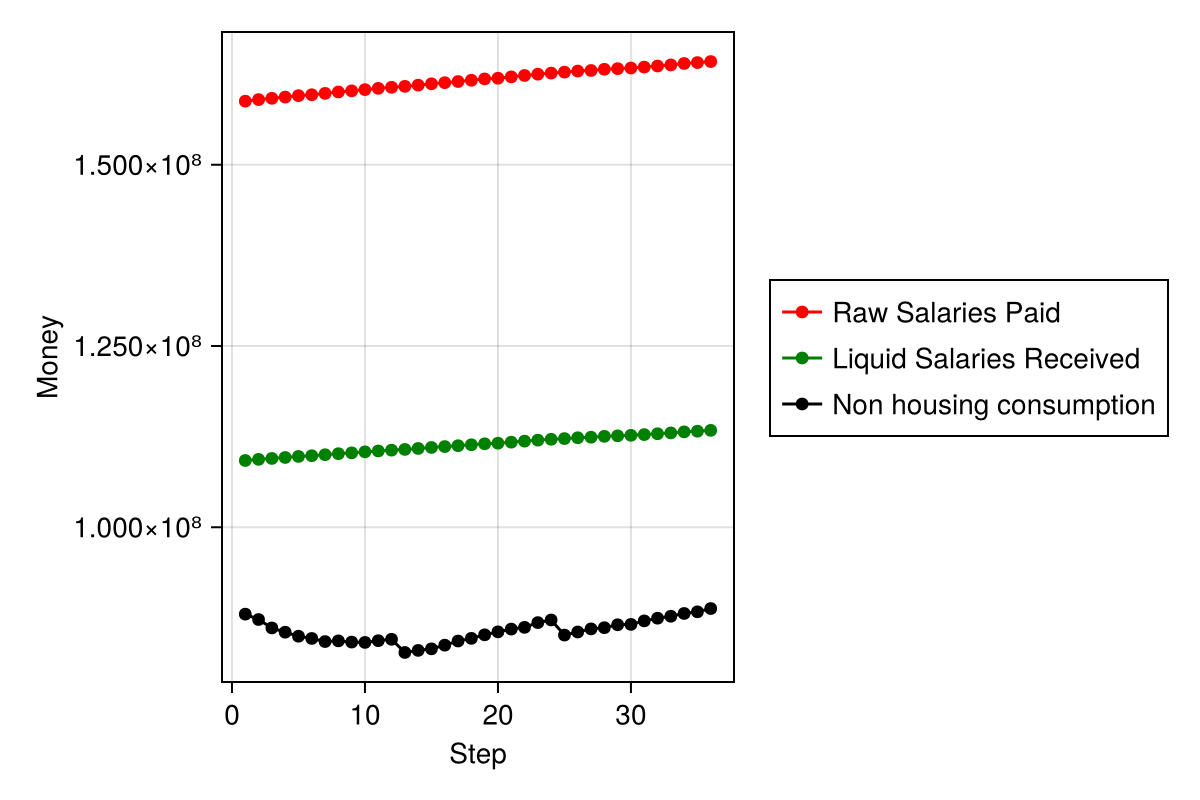 1.500×10⁸
1.250×10⁸
1.000×10⁸
Money
0 10 20 30
Step
Raw Salaries Paid
Liquid Salaries Received
Non housing consumption